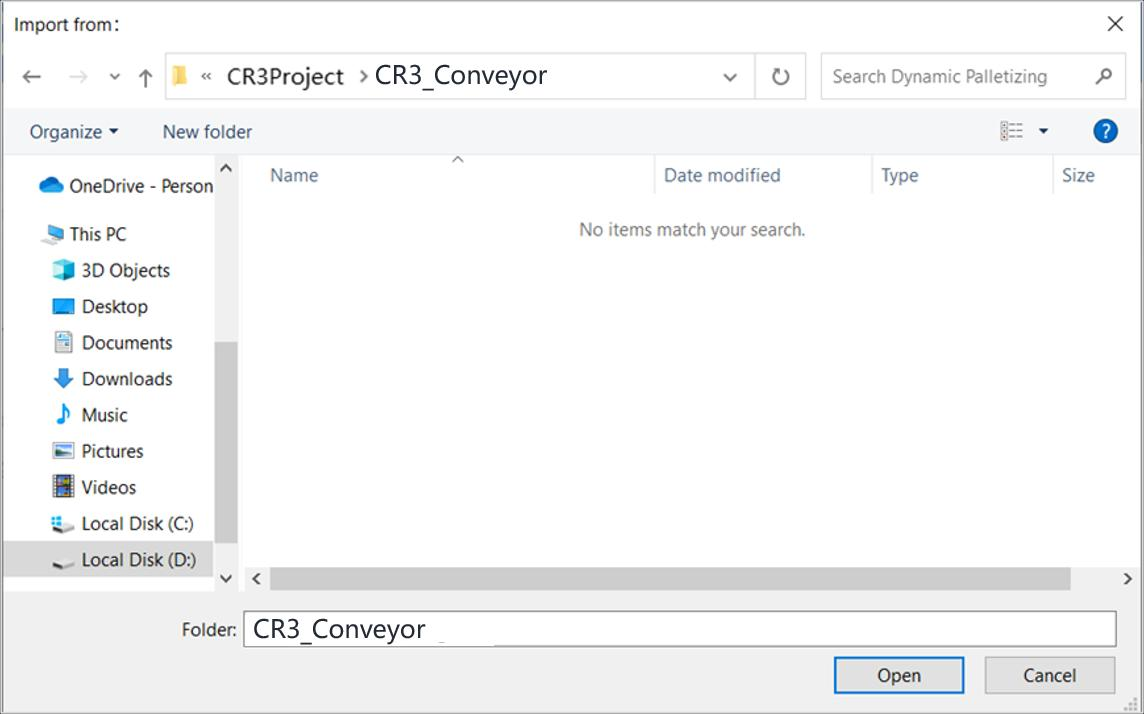 Import from:
« CR3Project > CR3_Conveyor
Search Dynamic Palletizing
Organize New folder
?
Name Date modified Type Size
No items match your search.
OneDrive - Person
This PC
3D Objects
Desktop
Documents
Downloads
Music
Pictures
Videos
Local Disk (C:)
Local Disk (D:)
Folder: CR3_Conveyor
Open Cancel